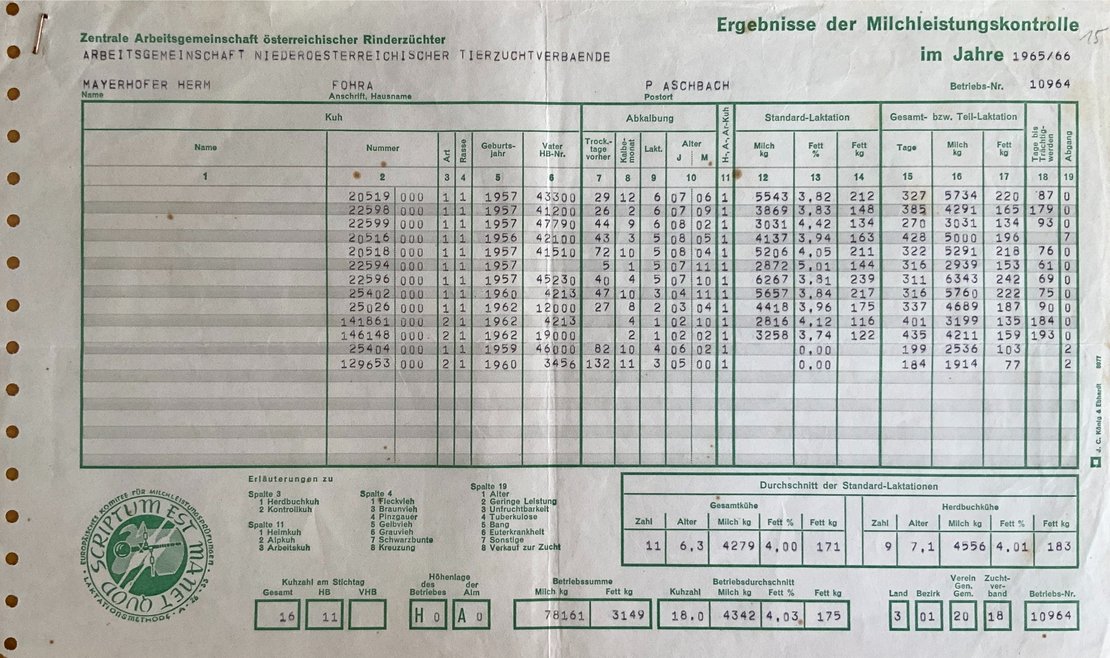 Ergebnisse der Milchleistungskontrolle
15
Zentrale Arbeitsgemeinschaft österreichischer Rinderzüchter
ARBEITSGEMEINSCHAFT NIEDEROESTERREICHISCHER TIERZUCHTVERBAENDE
im Jahre 1965/66
MAYERHOFER HERM FOHRA P ASCHBACH Betriebs-Nr. 10964
Name Anschrift, Hausname Postort
Kuh Abkalbung H-, A-, Ar-Kuh Standard-Laktation Gesamt- bzw. Teil-Laktation Tage bis Trächtigwerden Abgang
Name Nummer Art Rasse Geburtsjahr Vater HB-Nr. Trocktage vorher Kalbemonat Lakt. Alter J M Milch kg Fett % Fett kg Tage Milch kg Fett kg
1 2 3 4 5 6 7 8 9 10 11 12 13 14 15 16 17 18 19
20519 000 1 1 1957 43300 29 12 6 07 06 1 5543 3,82 212 327 5734 220 87 0
22598 000 1 1 1957 41200 26 2 6 07 09 1 3869 3,83 148 385 4291 165 179 0
22599 000 1 1 1957 47790 44 9 6 08 02 1 3031 4,42 134 270 3031 134 93 0
20516 000 1 1 1956 42100 43 3 5 08 05 1 4137 3,94 163 428 5000 196 7
20518 000 1 1 1957 41510 72 10 5 08 04 1 5206 4,05 211 322 5291 218 76 0
22594 000 1 1 1957 5 1 5 07 11 1 2872 5,01 144 316 2939 153 61 0
22596 000 1 1 1957 45230 40 4 5 07 10 1 6267 3,81 239 311 6343 242 69 0
25402 000 1 1 1960 4213 47 10 3 04 11 1 5657 3,84 217 316 5760 222 75 0
25026 000 1 1 1962 12000 27 8 2 03 04 1 4418 3,96 175 337 4689 187 90 0
141861 000 2 1 1962 4213 4 1 02 10 1 2816 4,12 116 401 3199 135 184 0
146148 000 2 1 1962 19000 2 1 02 02 1 3258 3,74 122 435 4211 159 193 0
25404 000 1 1 1959 46000 82 10 4 06 02 1 0,00 199 2536 103 2
129653 000 2 1 1960 3456 132 11 3 05 00 1 0,00 184 1914 77 2
J. C. König & Ebhardt 8077
Erläuterungen zu
Spalte 3
1 Herdbuchkuh
2 Kontrollkuh
Spalte 11
1 Heimkuh
2 Alpkuh
3 Arbeitskuh
Spalte 4
1 Fleckvieh
2 Braunvieh
4 Pinzgauer
5 Gelbvieh
6 Grauvieh
7 Schwarzbunte
8 Kreuzung
Spalte 19
1 Alter
2 Geringe Leistung
3 Unfruchtbarkeit
4 Tuberkulose
5 Bang
6 Euterkrankheit
7 Sonstige
8 Verkauf zur Zucht
Durchschnitt der Standard-Laktationen
Gesamtkühe Herdbuchkühe
Zahl Alter Milch kg Fett % Fett kg Zahl Alter Milch kg Fett % Fett kg
11 6,3 4279 4,00 171 9 7,1 4556 4,01 183
EUROPÄISCHES KOMITEE FÜR MILCHLEISTUNGSPRÜFUNGEN
SCRIPTUM EST MANET QUOD
LAKTATIONSMETHODE
Kuhzahl am Stichtag Höhenlage des Betriebes der Alm Betriebssumme Betriebsdurchschnitt Verein Gen. Gem. Zuchtverband
Gesamt HB VHB Milch kg Fett kg Kuhzahl Milch kg Fett % Fett kg Land Bezirk Betriebs-Nr.
16 11 H 0 A 0 78161 3149 18,0 4342 4,03 175 3 01 20 18 10964